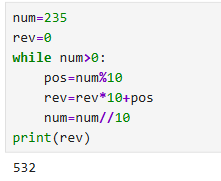 num=235
rev=0
while num>0:
    pos=num%10
    rev=rev*10+pos
    num=num//10
print(rev)
532